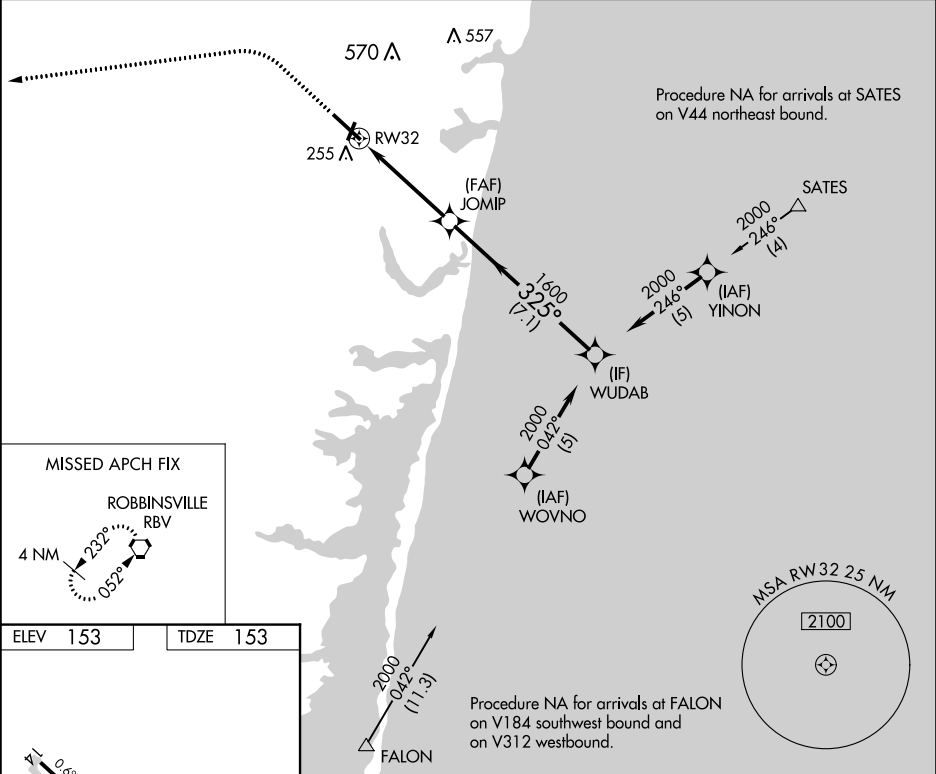 570
557
Procedure NA for arrivals at SATES
on V44 northeast bound.
RW32
255
(FAF)
JOMIP
SATES
2000
246°
(4)
2000
246°
(5)
(IAF)
YINON
1600
325°
(7.1)
(IF)
WUDAB
2000
042°
(5)
(IAF)
WOVNO
MISSED APCH FIX
ROBBINSVILLE
RBV
4 NM
232°
052°
MSA RW32 25 NM
2100
ELEV 153
TDZE 153
2000
042°
(11.3)
FALON
Procedure NA for arrivals at FALON
on V184 southwest bound and
on V312 westbound.
14